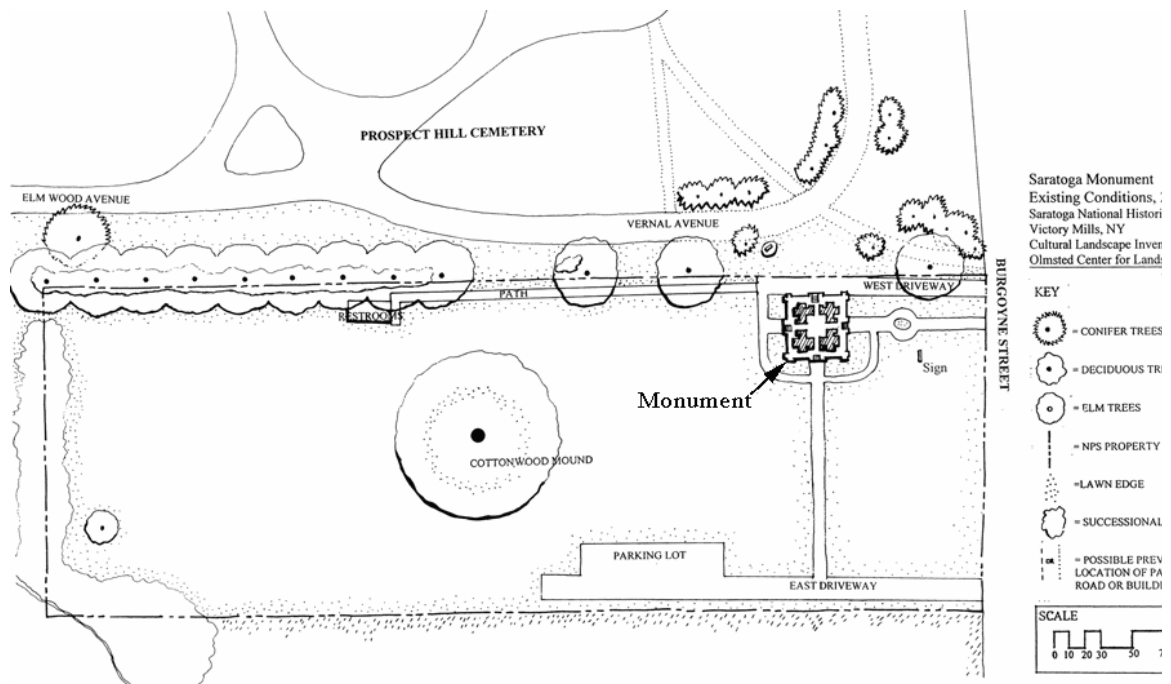 PROSPECT HILL CEMETERY
ELM WOOD AVENUE
VERNAL AVENUE
WEST DRIVEWAY
PATH
RESTROOMS
BURGOYNE STREET
Sign
Monument
COTTONWOOD MOUND
PARKING LOT
EAST DRIVEWAY
Saratoga Monument
Existing Conditions,
Saratoga National Histori
Victory Mills, NY
Cultural Landscape Inven
Olmsted Center for Lands
KEY
= CONIFER TREES
= DECIDUOUS TRE
= ELM TREES
= NPS PROPERTY
=LAWN EDGE
= SUCCESSIONAL
= POSSIBLE PREV
LOCATION OF PA
ROAD OR BUILDI
SCALE
0 10 20 30 50 7